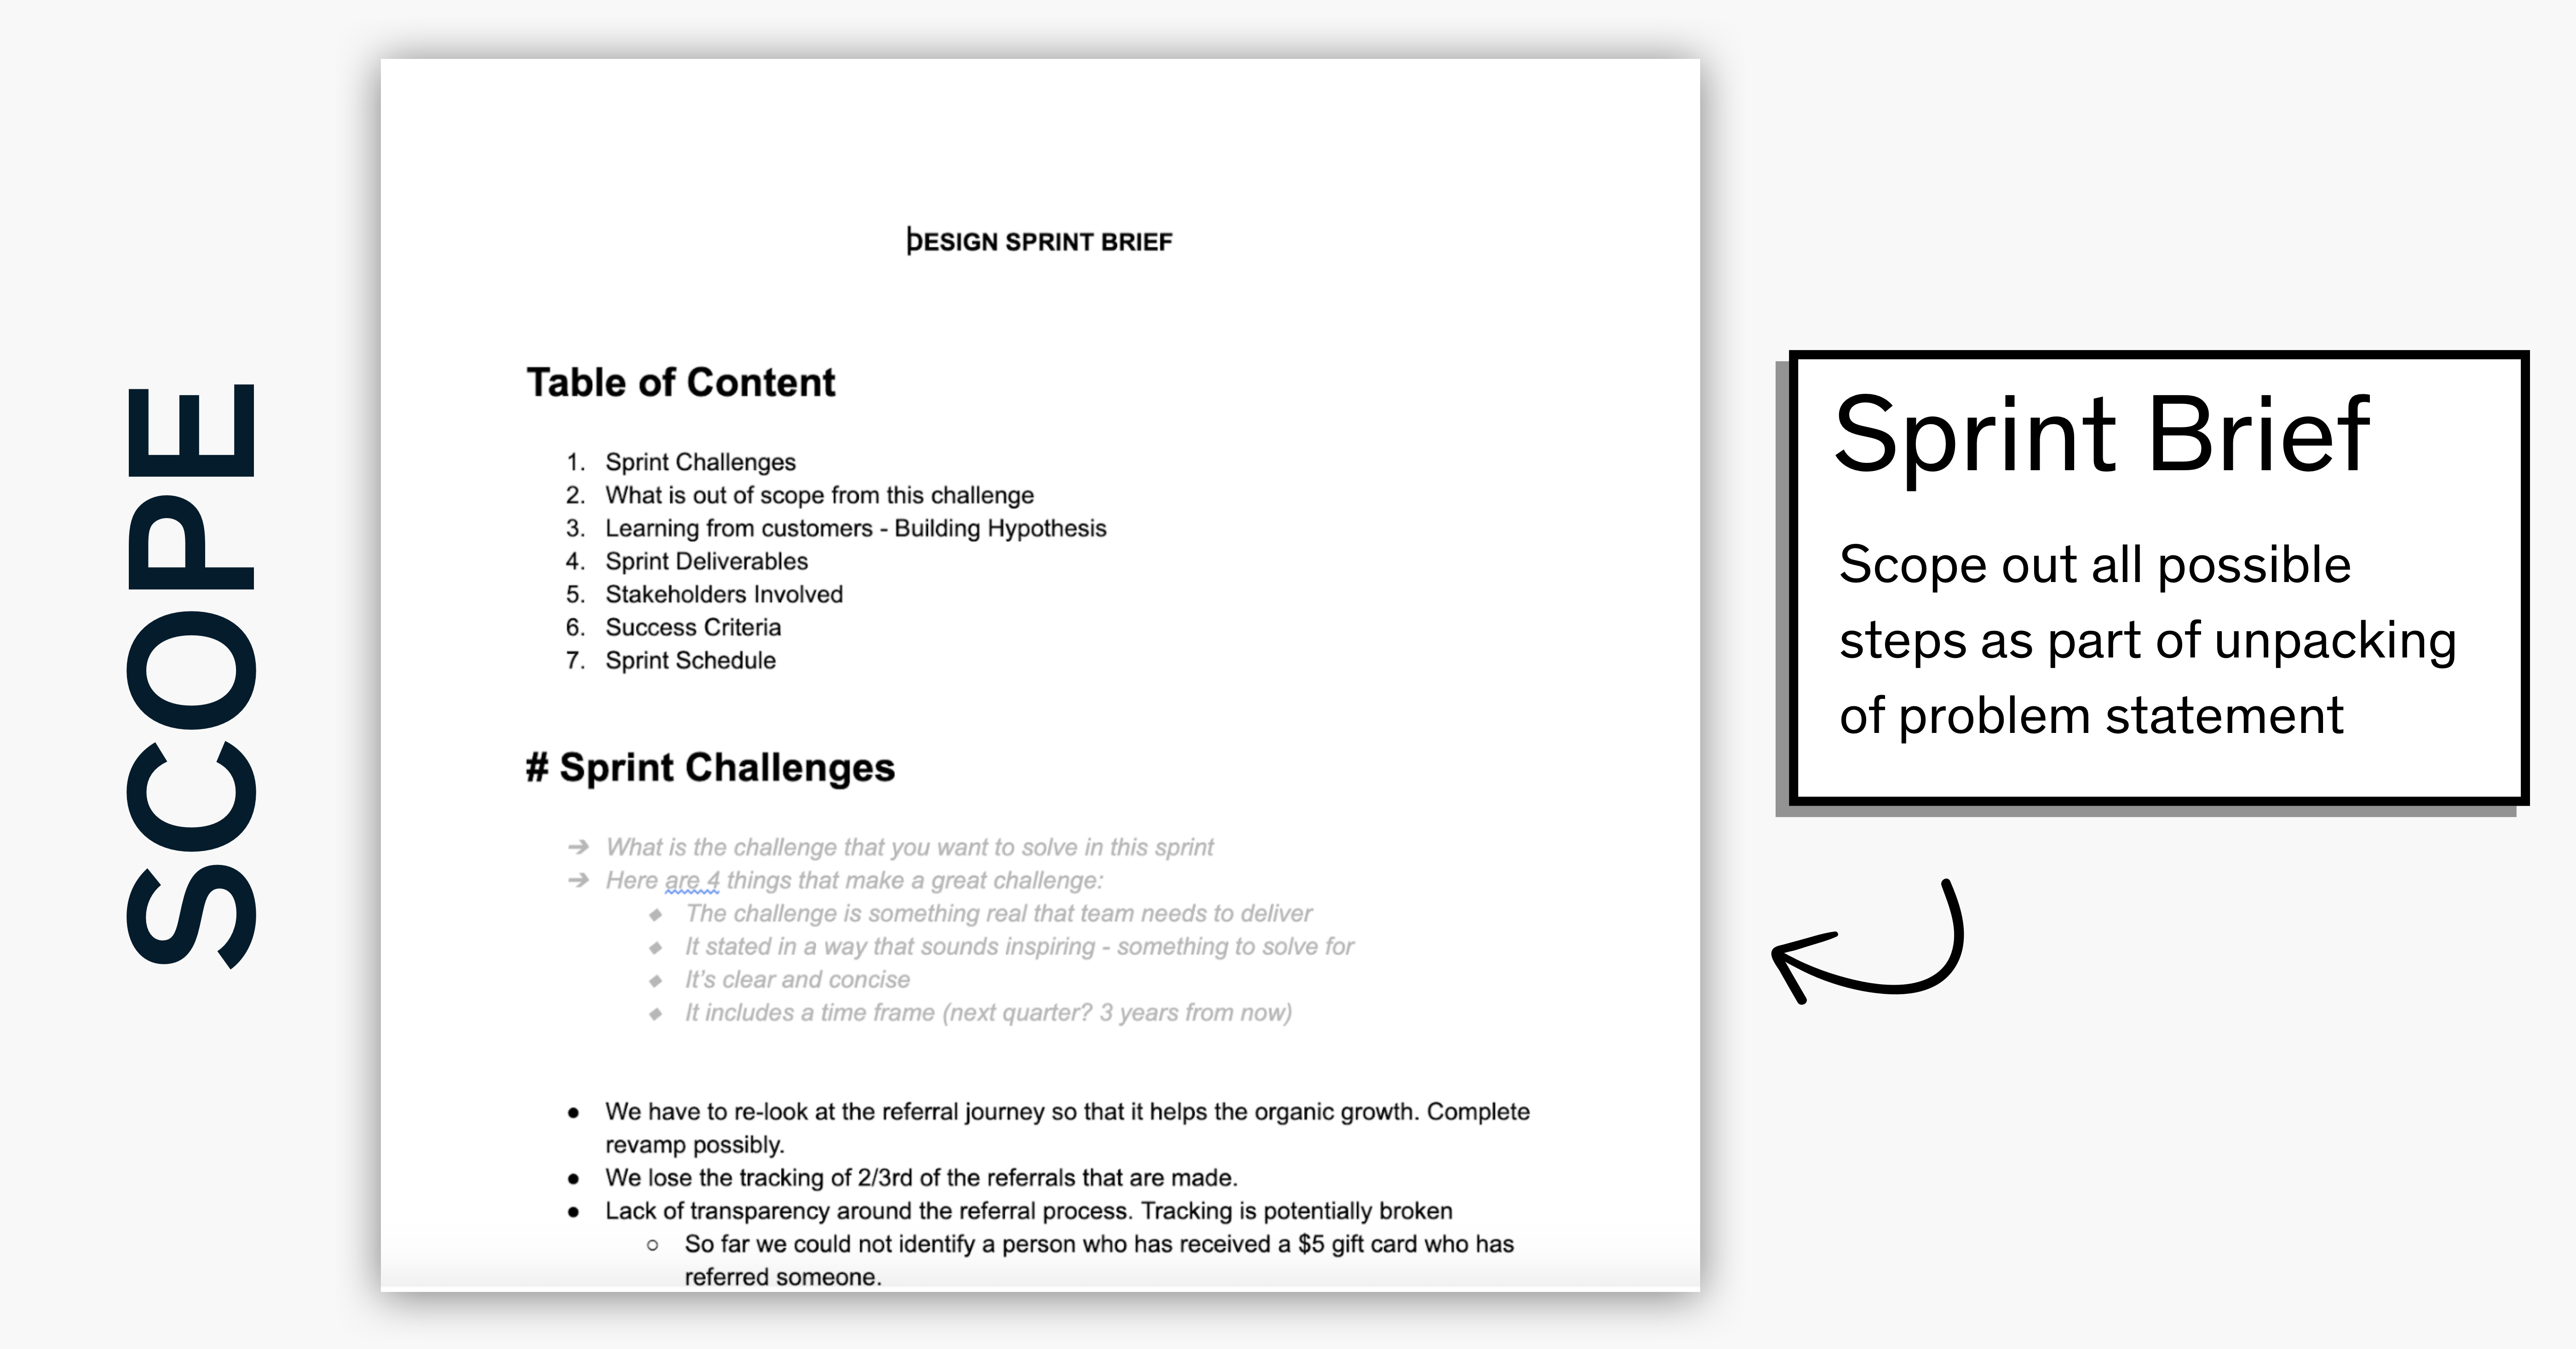 SCOPE
DESIGN SPRINT BRIEF
Table of Content
1. Sprint Challenges
2. What is out of scope from this challenge
3. Learning from customers - Building Hypothesis
4. Sprint Deliverables
5. Stakeholders Involved
6. Success Criteria
7. Sprint Schedule
# Sprint Challenges
➔ What is the challenge that you want to solve in this sprint
➔ Here are 4 things that make a great challenge:
◆ The challenge is something real that team needs to deliver
◆ It stated in a way that sounds inspiring - something to solve for
◆ It's clear and concise
◆ It includes a time frame (next quarter? 3 years from now)
● We have to re-look at the referral journey so that it helps the organic growth. Complete
revamp possibly.
● We lose the tracking of 2/3rd of the referrals that are made.
● Lack of transparency around the referral process. Tracking is potentially broken
○ So far we could not identify a person who has received a $5 gift card who has
referred someone.
Sprint Brief
Scope out all possible
steps as part of unpacking
of problem statement